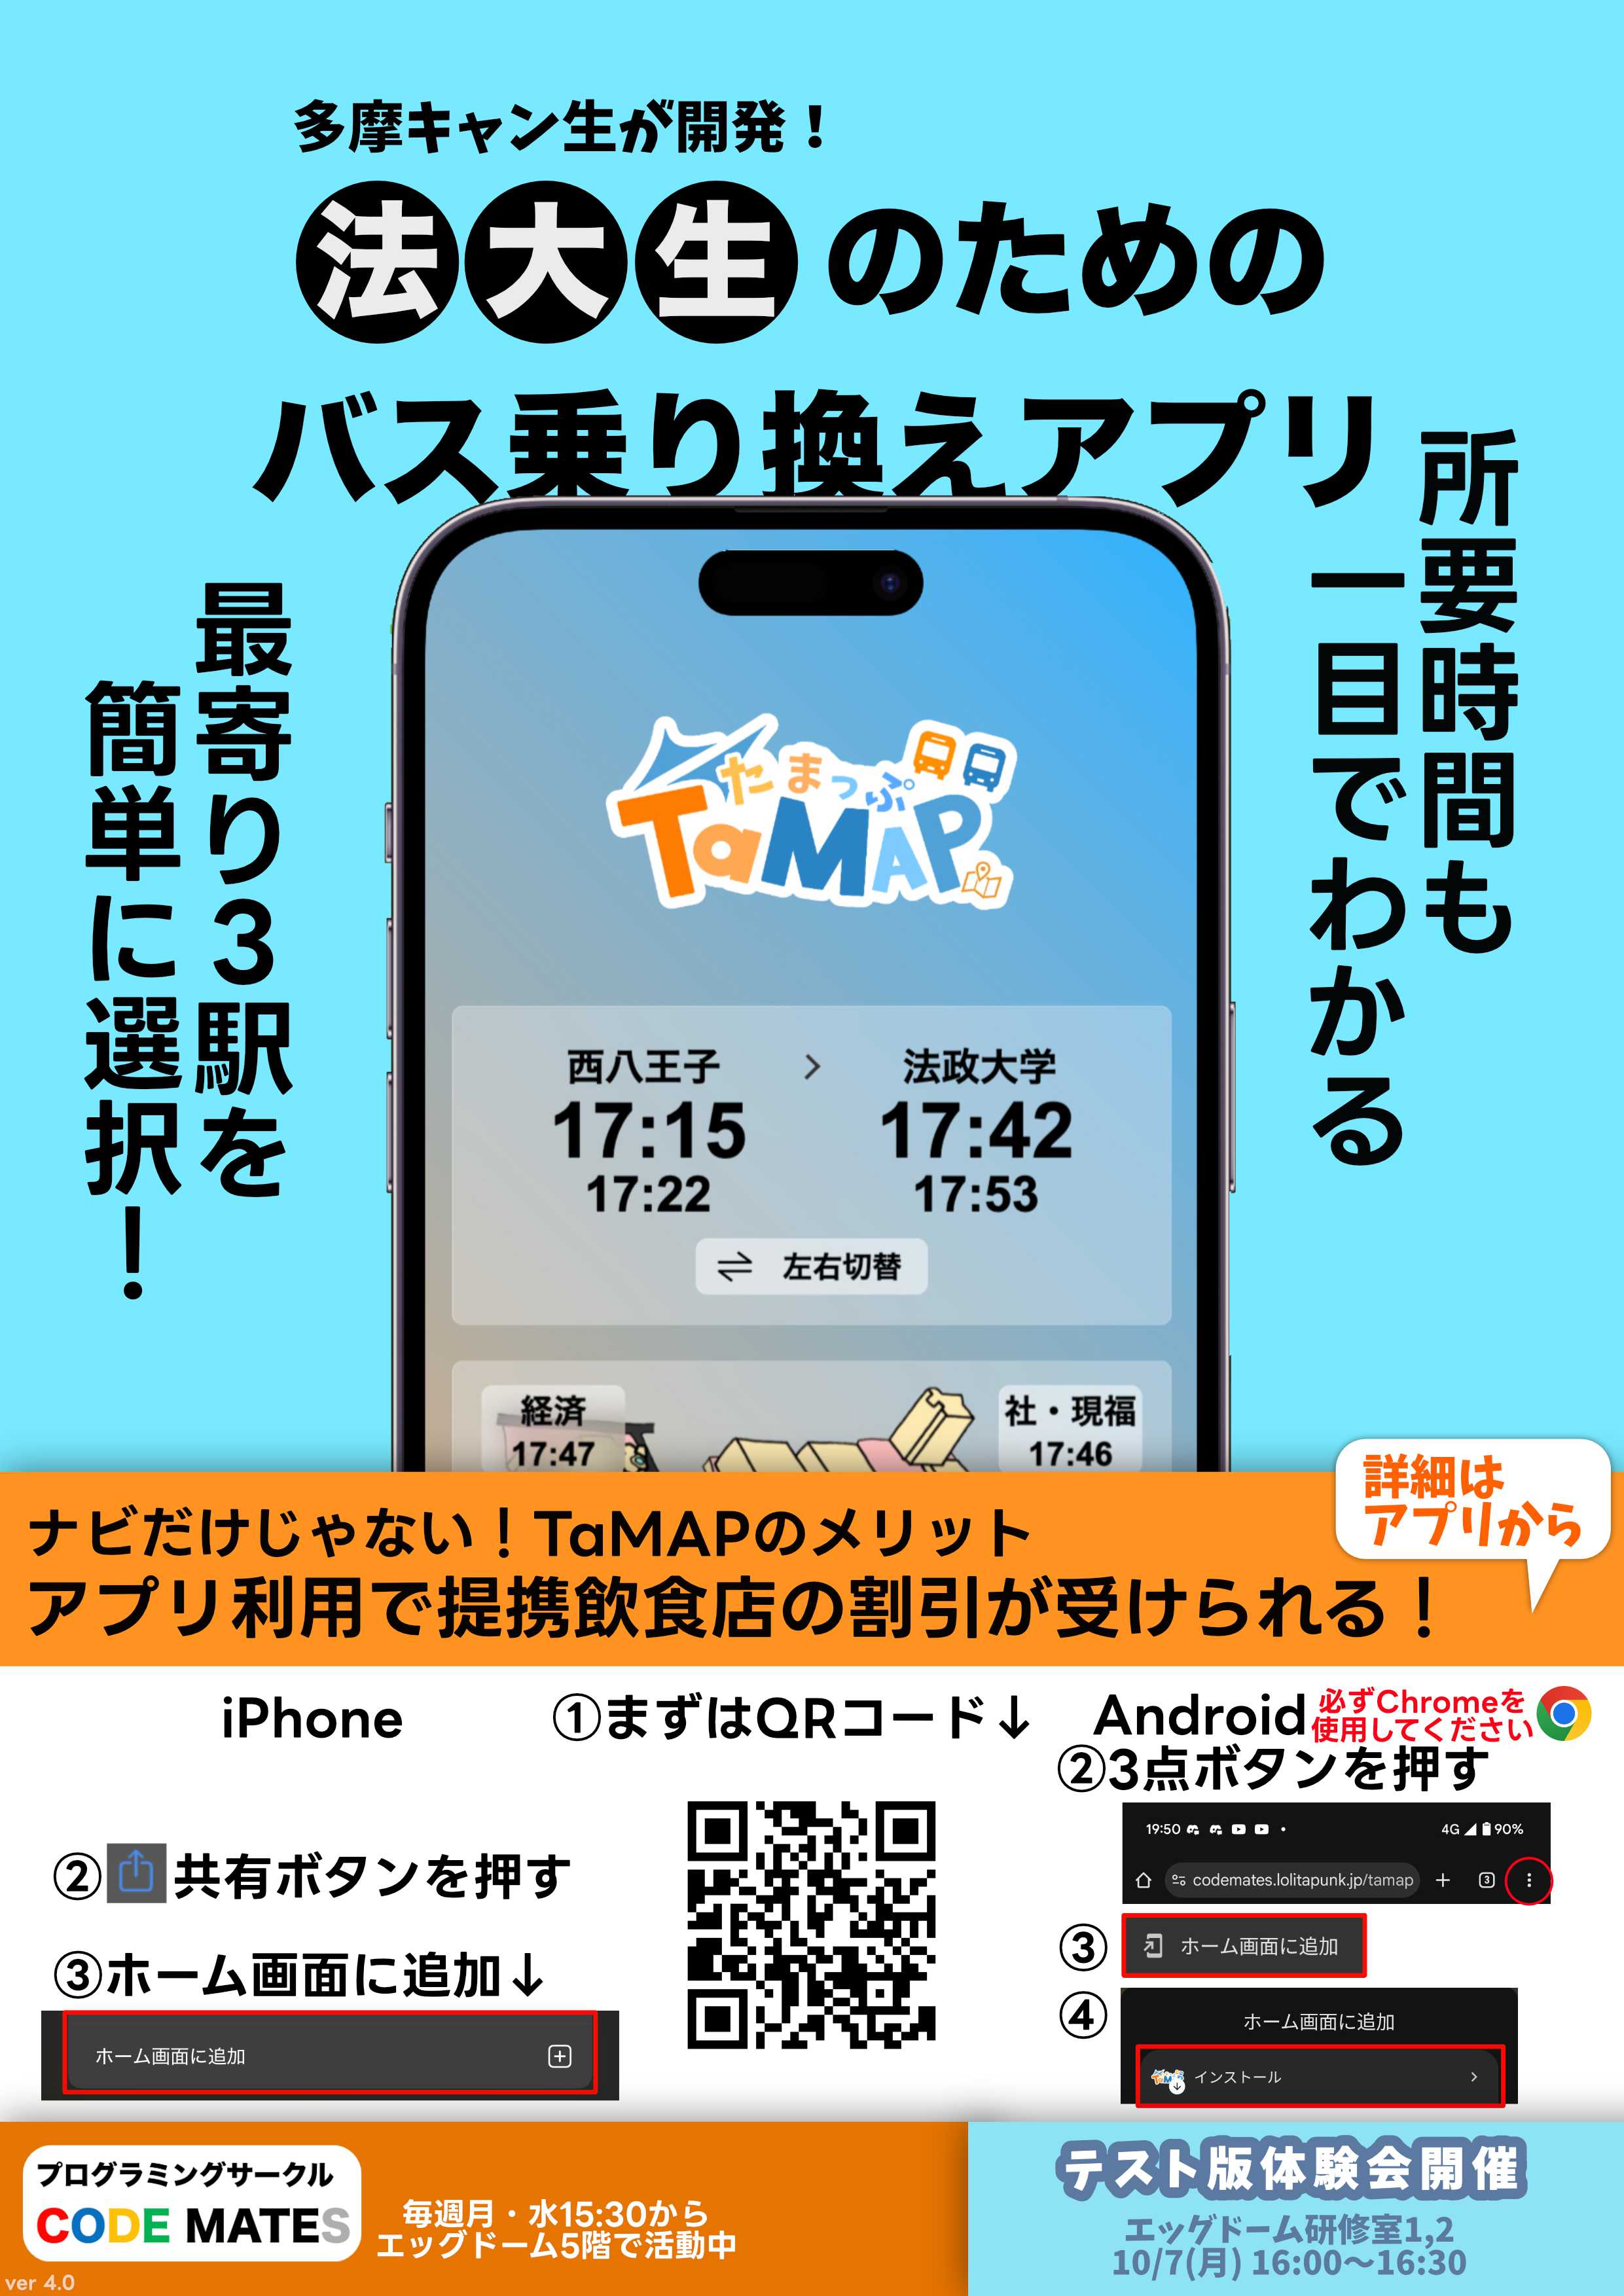 多摩キャン生が開発！
法大生のための
バス乗り換えアプリ
所要時間も
一目でわかる
最寄り3駅を
簡単に選択！
たまっぷ
TaMAP
西八王子 > 法政大学
17:15 17:42
17:22 17:53
⇌ 左右切替
経済
17:47
社・現福
17:46
詳細は
アプリから
ナビだけじゃない！TaMAPのメリット
アプリ利用で提携飲食店の割引が受けられる！
iPhone
①まずはQRコード↓
②共有ボタンを押す
③ホーム画面に追加↓
ホーム画面に追加
Android
必ずChromeを
使用してください
②3点ボタンを押す
19:50 4G 90%
codemates.lolitapunk.jp/tamap 3
③ ホーム画面に追加
④ ホーム画面に追加
TaMAP インストール
プログラミングサークル
CODE MATES
毎週月・水15:30から
エッグドーム5階で活動中
ver 4.0
テスト版体験会開催
エッグドーム研修室1,2
10/7(月) 16:00〜16:30